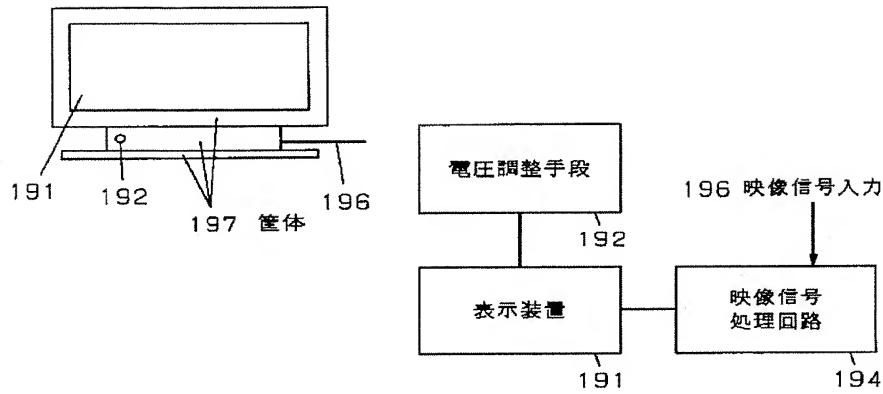 191
192
197 筐体
196
電圧調整手段
192
196 映像信号入力
表示装置
191
映像信号
処理回路
194